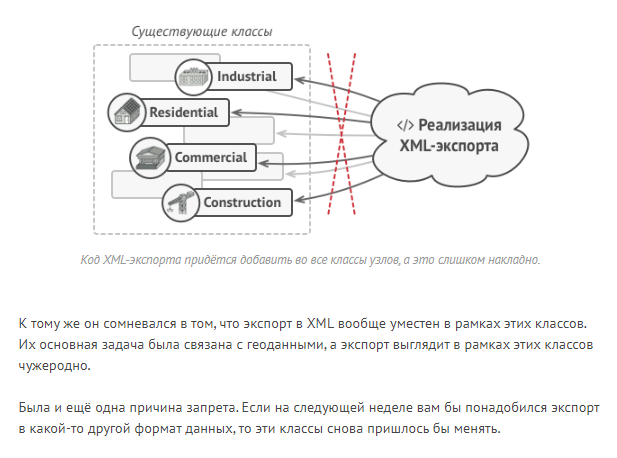 Существующие классы
Industrial
Residential
Commercial
Construction
</> Реализация
XML-экспорта
Код XML-экспорта придётся добавить во все классы узлов, а это слишком накладно.
К тому же он сомневался в том, что экспорт в XML вообще уместен в рамках этих классов.
Их основная задача была связана с геоданными, а экспорт выглядит в рамках этих классов
чужеродно.
Была и ещё одна причина запрета. Если на следующей неделе вам бы понадобился экспорт
в какой-то другой формат данных, то эти классы снова пришлось бы менять.